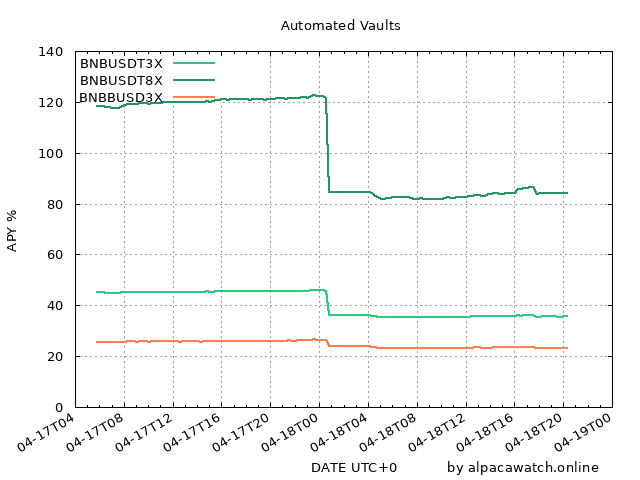 Automated Vaults
140
120
100
80
60
40
20
0
APY %
BNBUSDT3X
BNBUSDT8X
BNBBUSD3X
04-17T04
04-17T08
04-17T12
04-17T16
04-17T20
04-18T00
04-18T04
04-18T08
04-18T12
04-18T16
04-18T20
04-19T00
DATE UTC+0
by alpacawatch.online